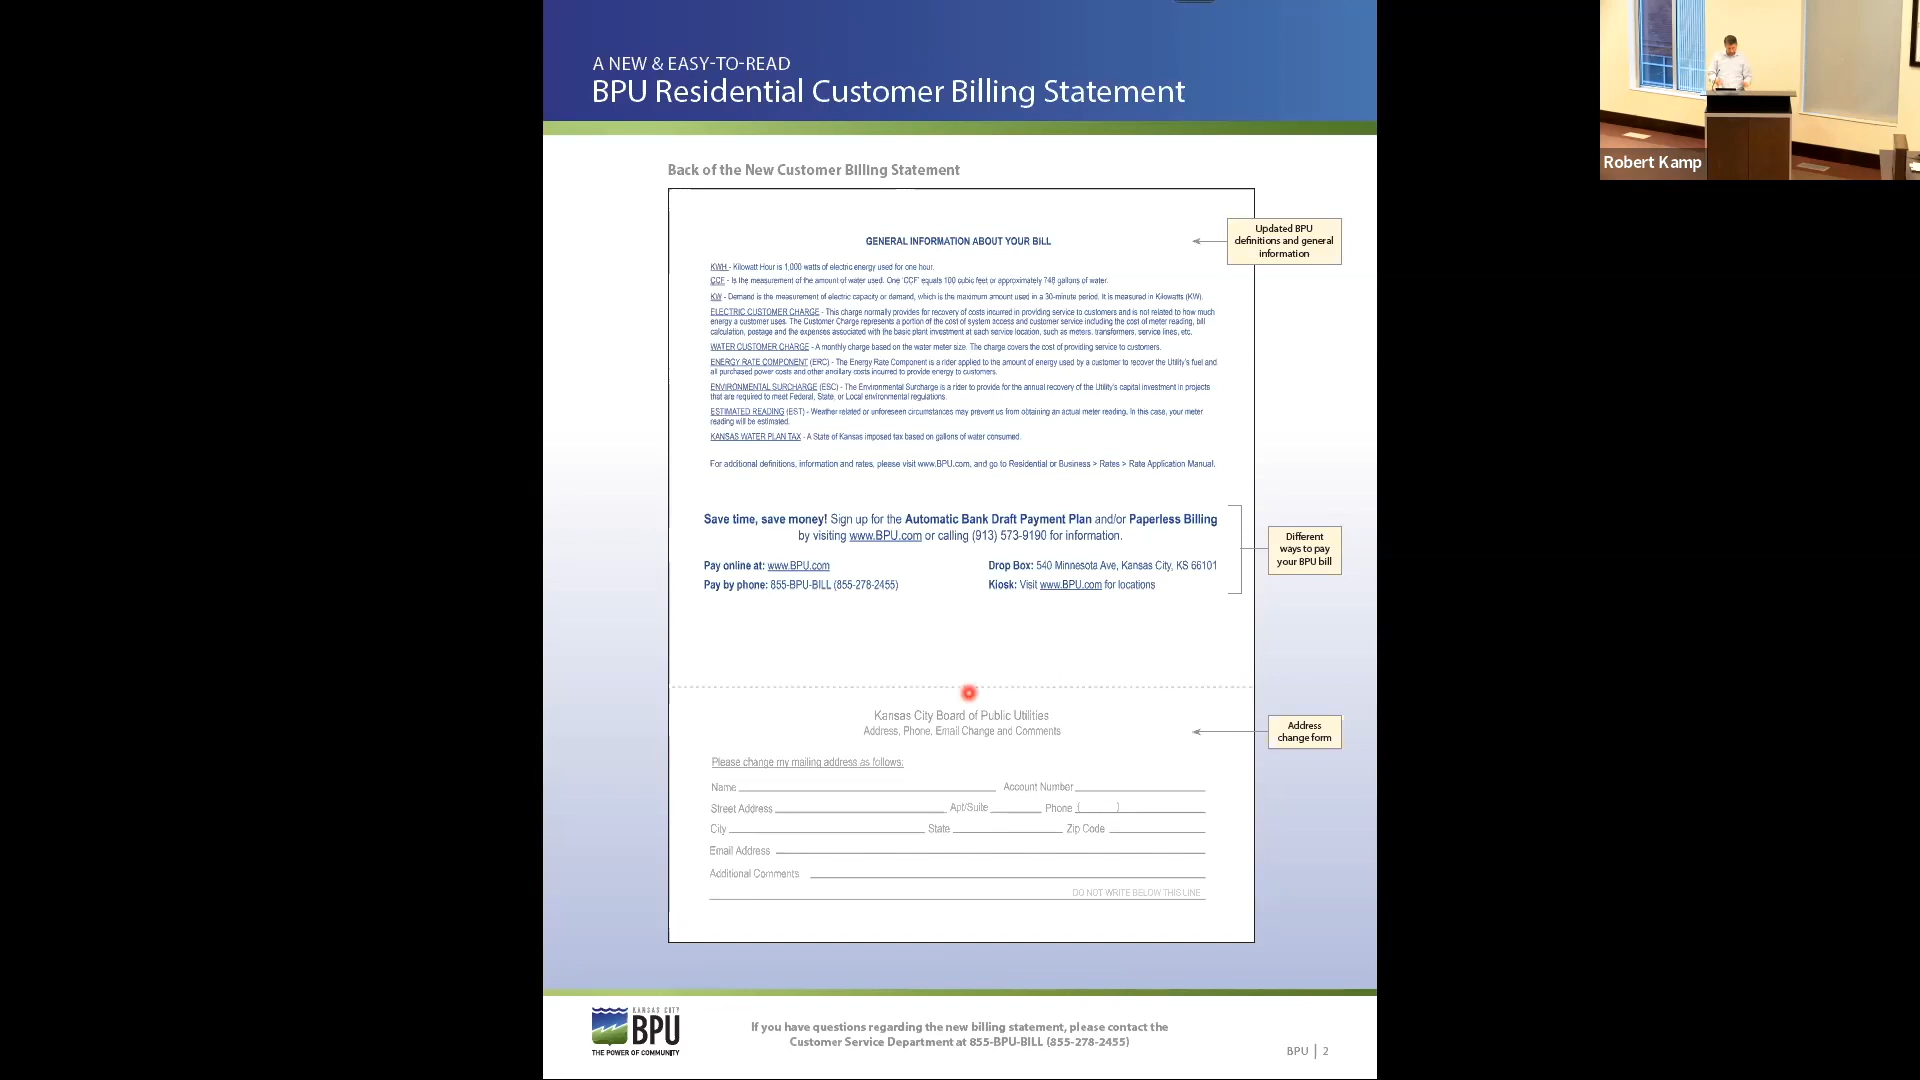 A NEW & EASY-TO-READ
BPU Residential Customer Billing Statement
Robert Kamp
Back of the New Customer Billing Statement
Updated BPU
definitions and general
information
GENERAL INFORMATION ABOUT YOUR BILL
KWH - Kilowatt Hour is 1,000 watts of electric energy used for one hour.
CCF - Is the measurement of the amount of water used. One 'CCF' equals 100 cubic feet or approximately 748 gallons of water.
KW - Demand is the measurement of electric capacity or demand, which is the maximum amount used in a 30-minute period. It is measured in Kilowatts (KW).
ELECTRIC CUSTOMER CHARGE - This charge normally provides for recovery of costs incurred in providing service to customers and is not related to how much
energy a customer uses. The Customer Charge represents a portion of the cost of system access and customer service including the cost of meter reading, bill
calculation, postage and the expenses associated with the basic plant investment at each service location, such as meters, transformers, service lines, etc.
WATER CUSTOMER CHARGE - A monthly charge based on the water meter size. The charge covers the cost of providing service to customers.
ENERGY RATE COMPONENT (ERC) - The Energy Rate Component is a rider applied to the amount of energy used by a customer to recover the Utility's fuel and
all purchased power costs and other ancillary costs incurred to provide energy to customers.
ENVIRONMENTAL SURCHARGE (ESC) - The Environmental Surcharge is a rider to provide for the annual recovery of the Utility's capital investment in projects
that are required to meet Federal, State, or Local environmental regulations.
ESTIMATED READING (EST) - Weather related or unforeseen circumstances may prevent us from obtaining an actual meter reading. In this case, your meter
reading will be estimated.
KANSAS WATER PLAN TAX - A State of Kansas imposed tax based on gallons of water consumed.
For additional definitions, information and rates, please visit www.BPU.com, and go to Residential or Business > Rates > Rate Application Manual.
Save time, save money! Sign up for the Automatic Bank Draft Payment Plan and/or Paperless Billing
by visiting www.BPU.com or calling (913) 573-9190 for information.
Pay online at: www.BPU.com
Drop Box: 540 Minnesota Ave, Kansas City, KS 66101
Pay by phone: 855-BPU-BILL (855-278-2455)
Kiosk: Visit www.BPU.com for locations
Different
ways to pay
your BPU bill
Kansas City Board of Public Utilities
Address, Phone, Email Change and Comments
Address
change form
Please change my mailing address as follows:
Name Account Number
Street Address Apt/Suite Phone ( )
City State Zip Code
Email Address
Additional Comments
DO NOT WRITE BELOW THIS LINE
KANSAS CITY
BPU
THE POWER OF COMMUNITY
If you have questions regarding the new billing statement, please contact the
Customer Service Department at 855-BPU-BILL (855-278-2455)
BPU | 2